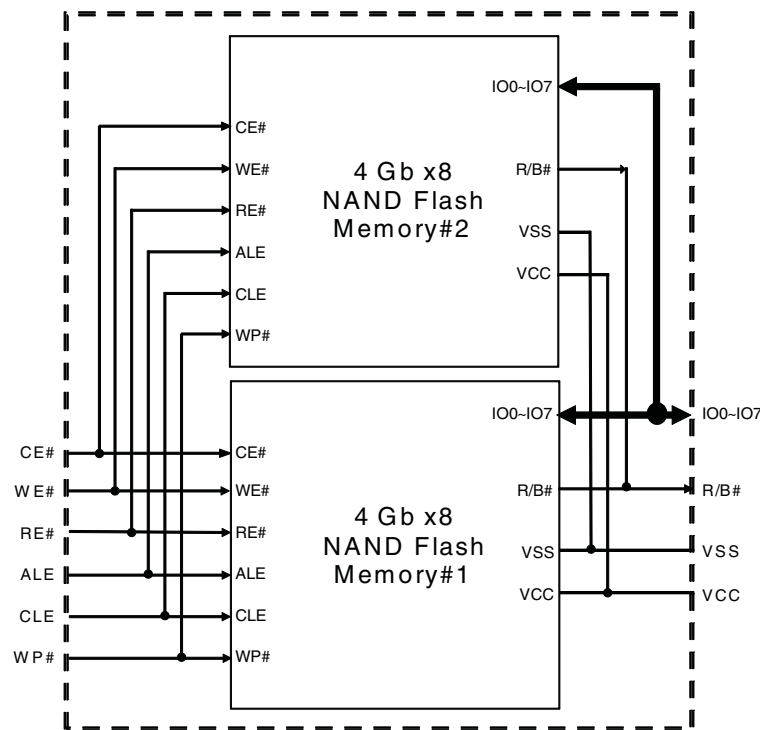 IO0~IO7
CE#
WE#
RE#
ALE
CLE
WP#
4 Gb x8
NAND Flash
Memory#2
R/B#
VSS
VCC
IO0~IO7
IO0~IO7
CE#
WE#
RE#
ALE
CLE
WP#
CE#
WE#
RE#
ALE
CLE
WP#
4 Gb x8
NAND Flash
Memory#1
R/B#
VSS
VCC
R/B#
VSS
VCC